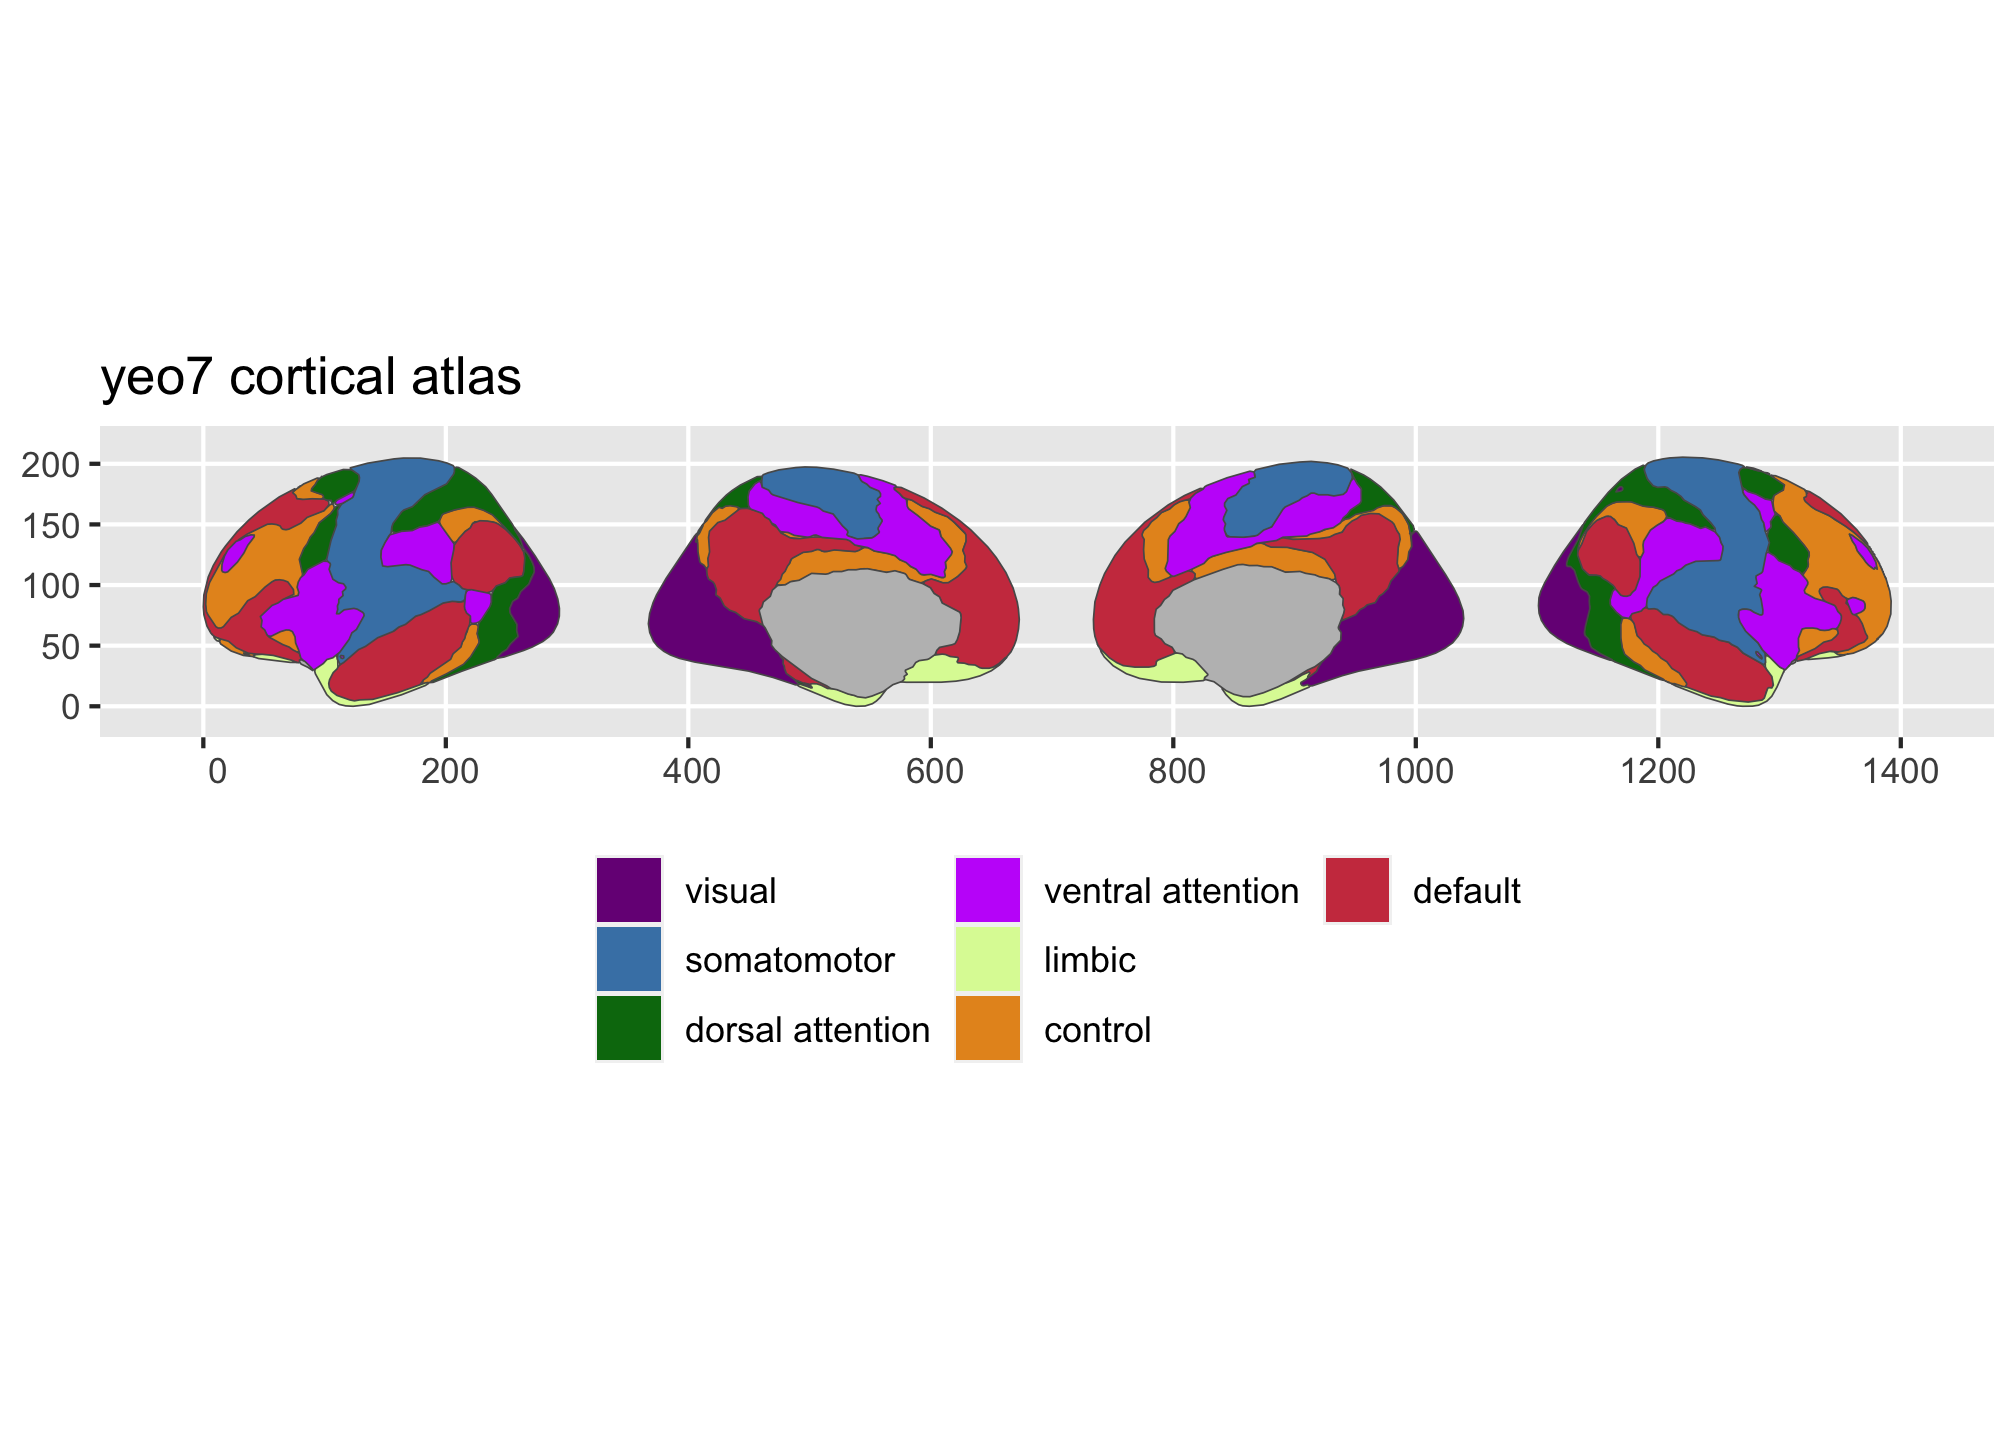 yeo7 cortical atlas
200
150
100
50
0
0 200 400 600 800 1000 1200 1400
visual ventral attention default
somatomotor limbic
dorsal attention control